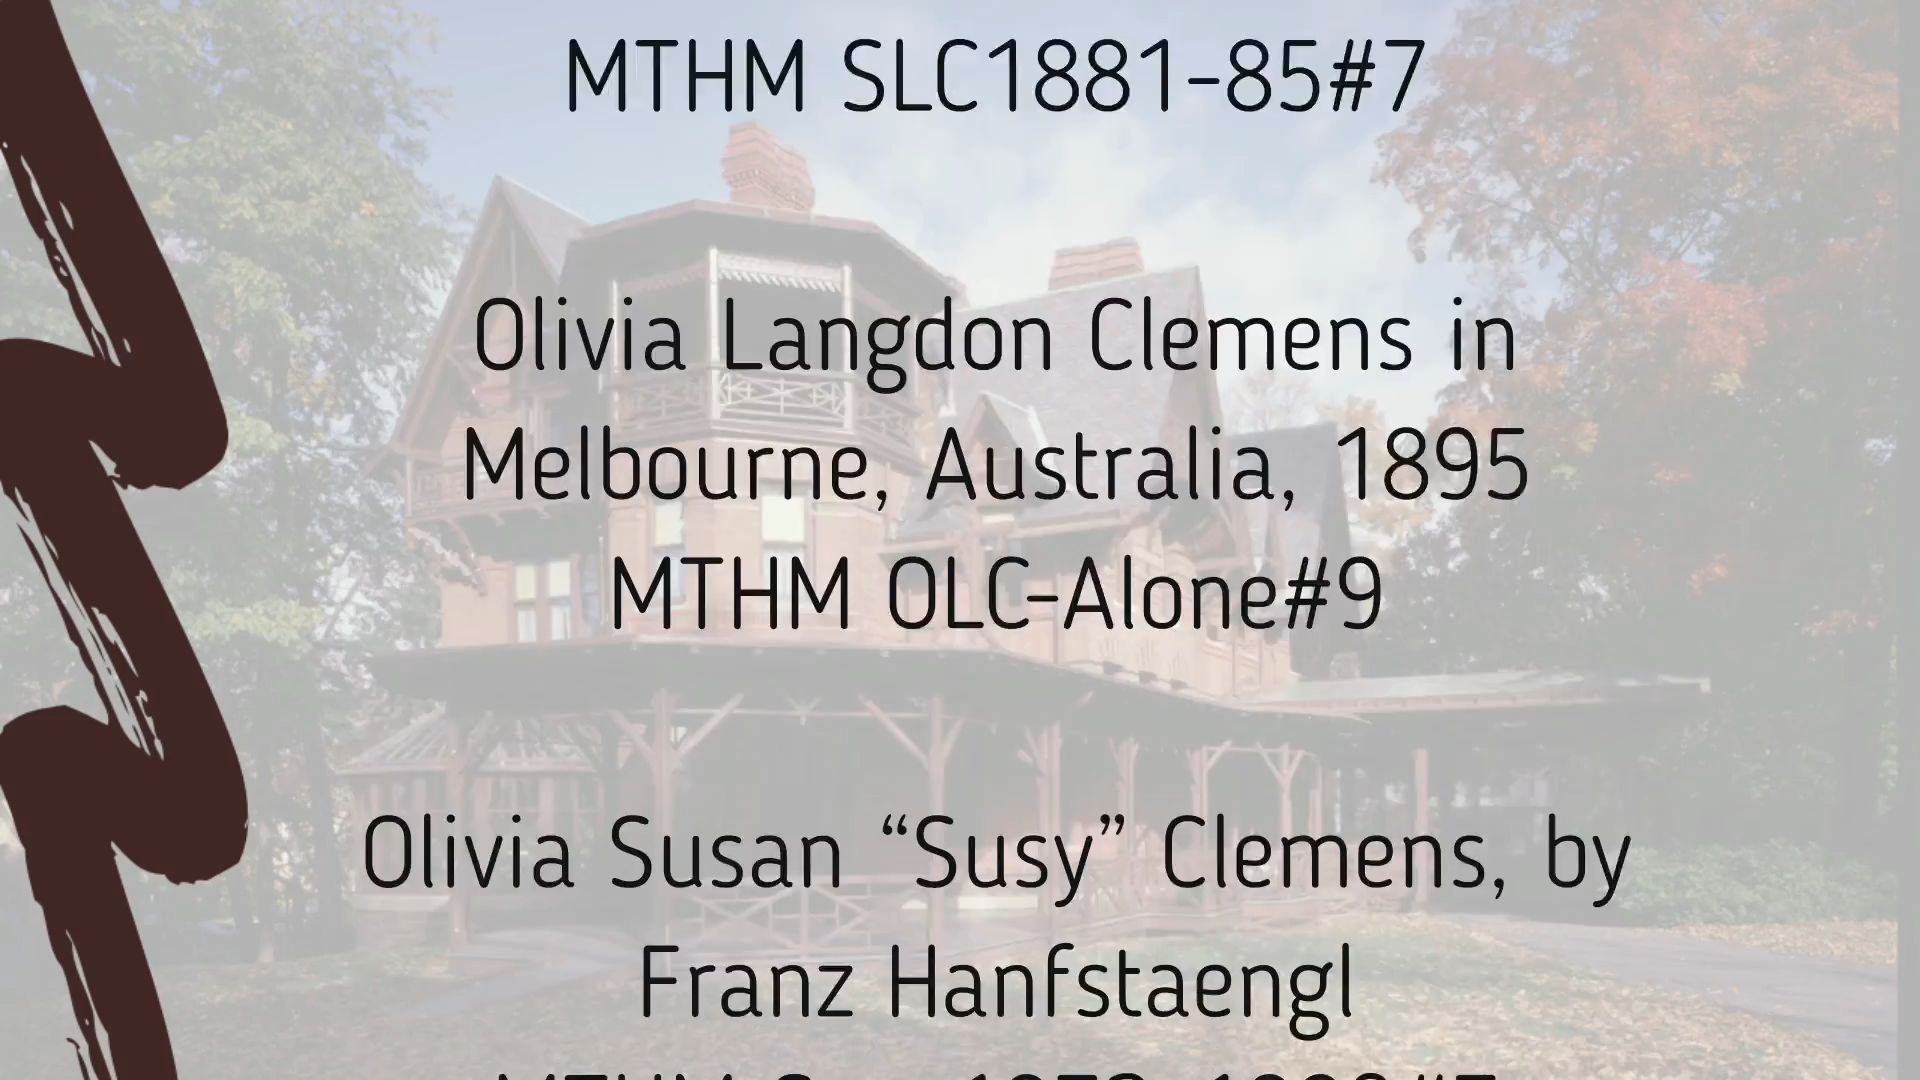 MTHM SLC1881-85#7
Olivia Langdon Clemens in
Melbourne, Australia, 1895
MTHM OLC-Alone#9
Olivia Susan “Susy” Clemens, by
Franz Hanfstaengl